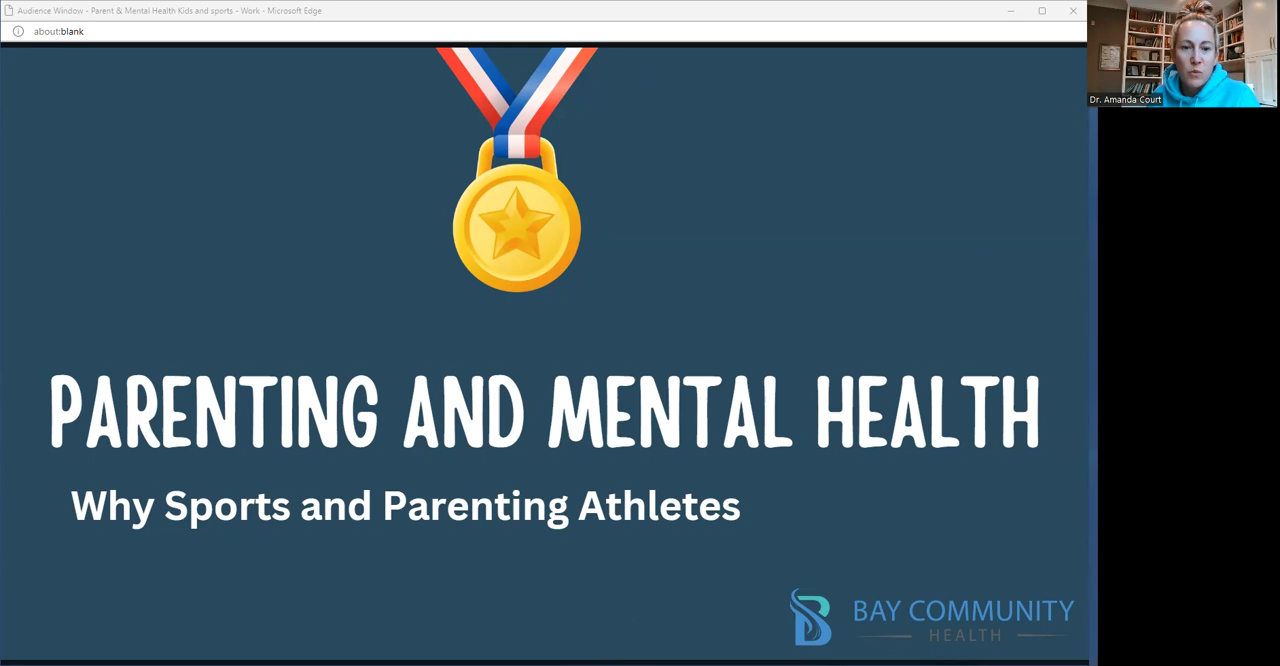 Audience Window - Parent & Mental Health Kids and sports - Work - Microsoft Edge
about:blank
Dr. Amanda Court
PARENTING AND MENTAL HEALTH
Why Sports and Parenting Athletes
BAY COMMUNITY
HEALTH